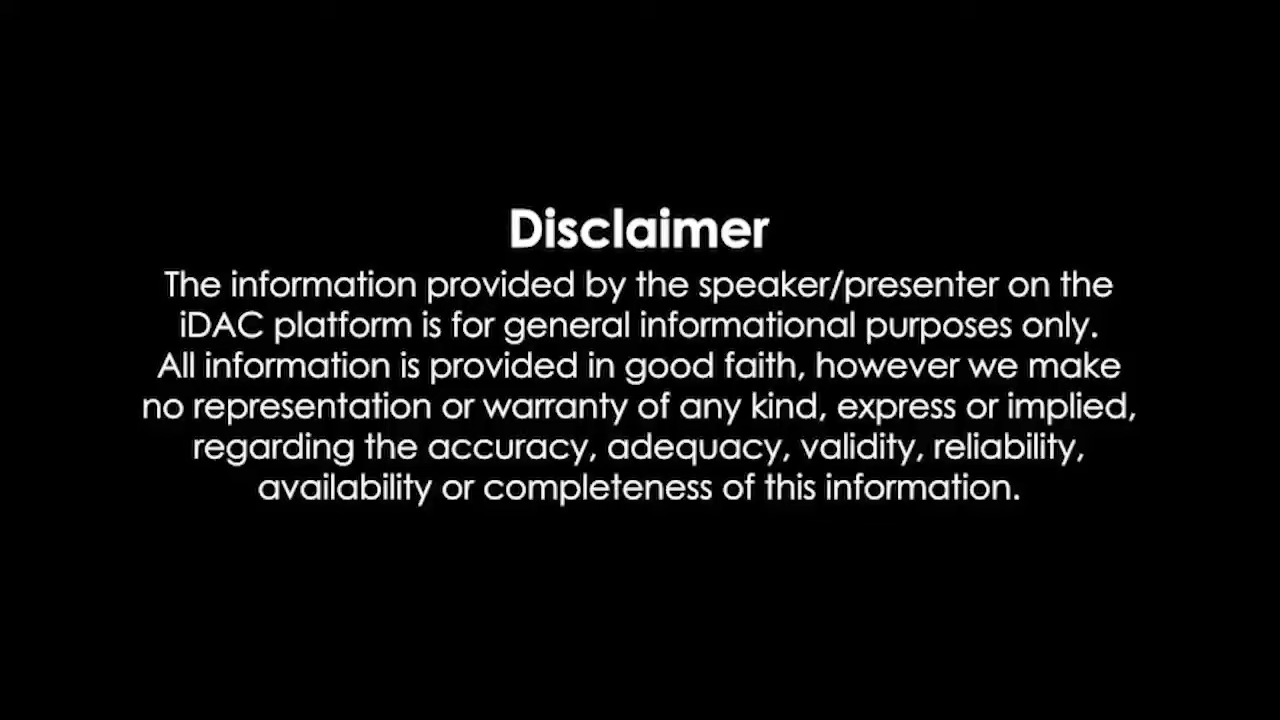 Disclaimer
The information provided by the speaker/presenter on the
iDAC platform is for general informational purposes only.
All information is provided in good faith, however we make
no representation or warranty of any kind, express or implied,
regarding the accuracy, adequacy, validity, reliability,
availability or completeness of this information.